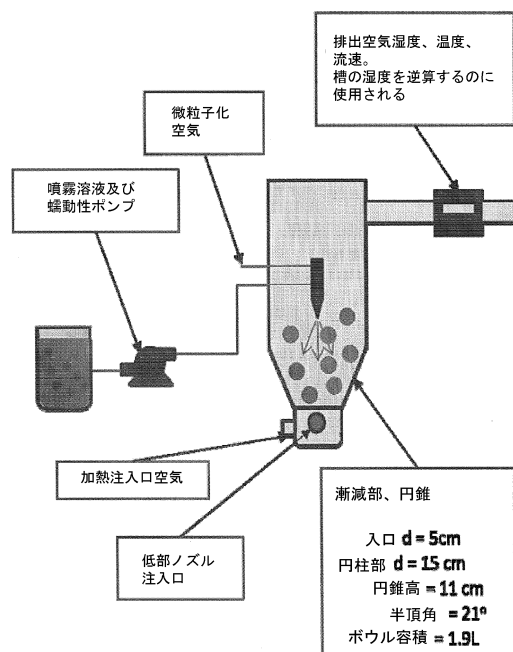 排出空気湿度、温度、
流速。
槽の湿度を逆算するのに
使用される
微粒子化
空気
噴霧溶液及び
蠕動性ポンプ
加熱注入口空気
低部ノズル
注入口
漸減部、円錐
入口 d = 5cm
円柱部 d = 15 cm
円錐高 = 11 cm
半頂角 = 21º
ボウル容積 = 1.9L